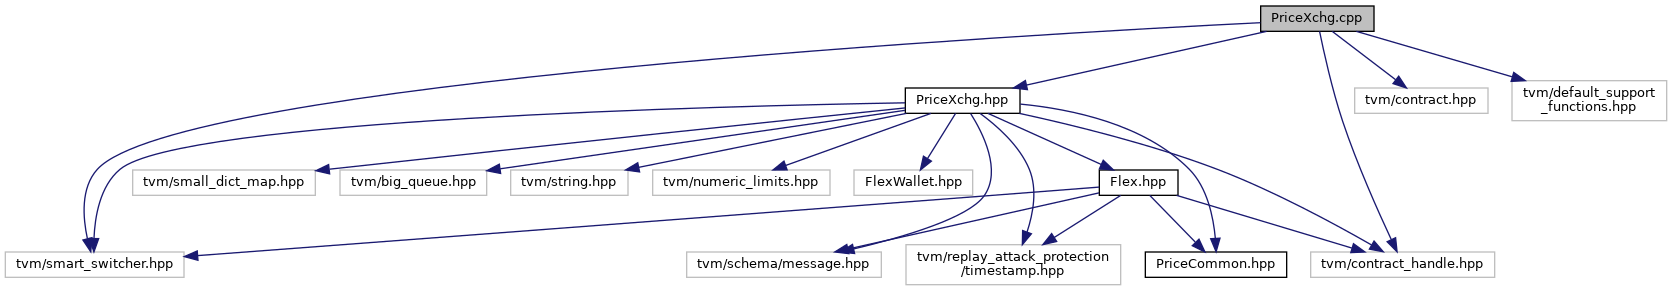 PriceXchg.cpp
PriceXchg.hpp
tvm/contract.hpp
tvm/default_support
_functions.hpp
tvm/small_dict_map.hpp
tvm/big_queue.hpp
tvm/string.hpp
tvm/numeric_limits.hpp
FlexWallet.hpp
Flex.hpp
tvm/smart_switcher.hpp
tvm/schema/message.hpp
tvm/replay_attack_protection
/timestamp.hpp
PriceCommon.hpp
tvm/contract_handle.hpp